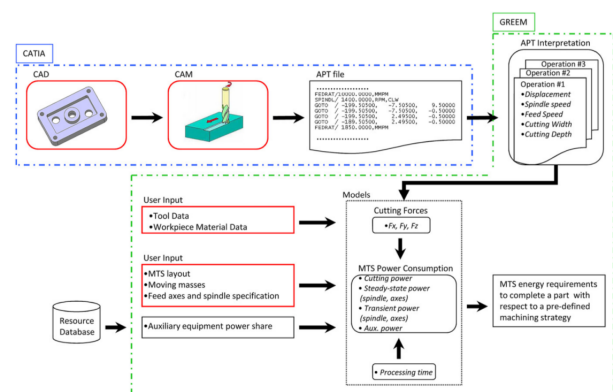 GREEM
CATIA
CAD
CAM
APT file
APT Interpretation
Operation #3
Operation #2
Operation #1
•Displacement
•Spindle speed
•Feed Speed
•Cutting Width
•Cutting Depth
..................
FEDRAT/10000.0000,MMPM
SPINDL/ 1400.0000,RPM,CLW
GOTO / -199.50500, -7.50500, 9.50000
GOTO / -199.50500, -7.50500, -0.50000
GOTO / -199.50500, 2.49500, -0.50000
GOTO / -189.50500, 2.49500, -0.50000
FEDRAT/ 1850.0000,MMPM
..................
User Input
•Tool Data
•Workpiece Material Data
Models
Cutting Forces
•Fx, Fy, Fz
User Input
•MTS layout
•Moving masses
•Feed axes and spindle specification
MTS Power Consumption
• Cutting power
• Steady-state power
(spindle, axes)
• Transient power
(spindle, axes)
• Aux. power
MTS energy requirements
to complete a part with
respect to a pre-defined
machining strategy
Resource
Database
•Auxiliary equipment power share
• Processing time